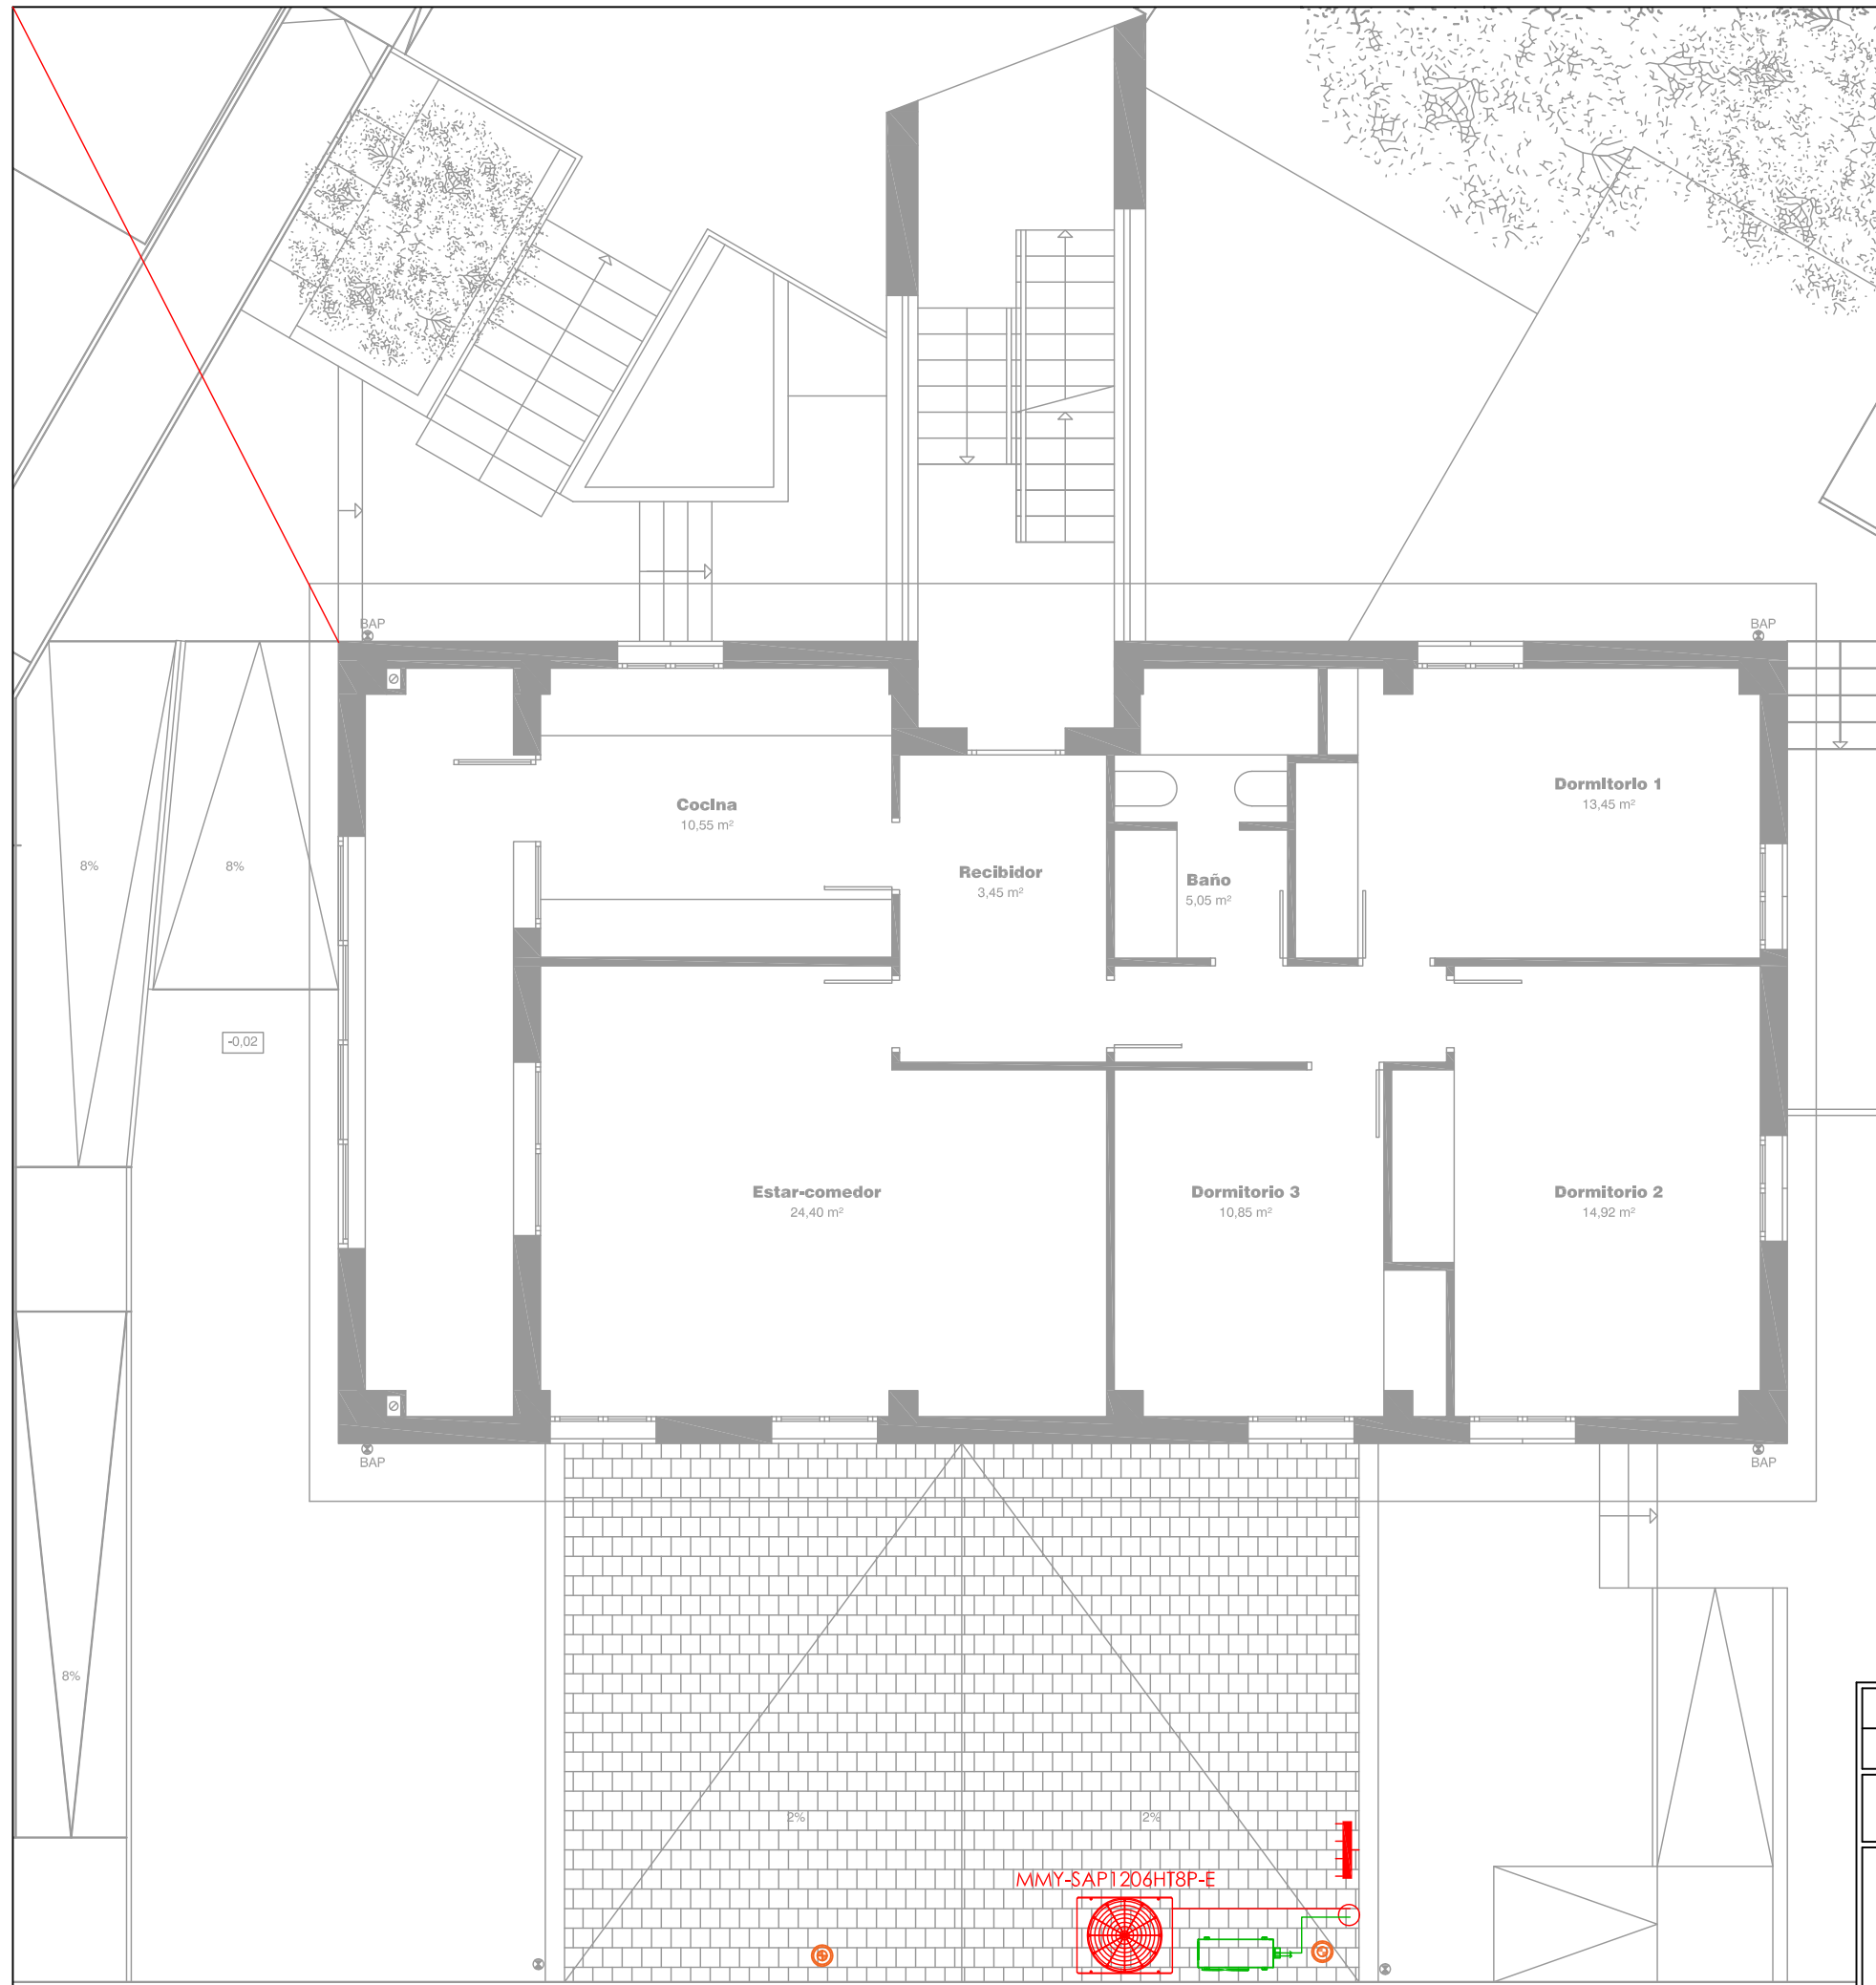 BAP
BAP
Cocina
10,55 m²
Dormitorio 1
13,45 m²
8%
8%
Recibidor
3,45 m²
Baño
5,05 m²
-0,02
Estar-comedor
24,40 m²
Dormitorio 3
10,85 m²
Dormitorio 2
14,92 m²
BAP
BAP
8%
2%
2%
MMY-SAP1206HT8P-E